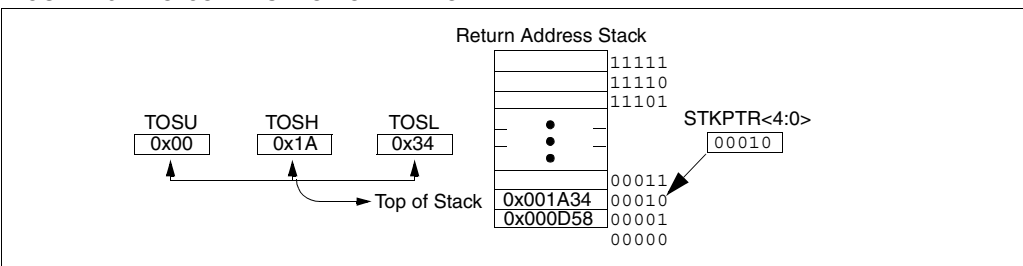 Return Address Stack
11111
11110
11101
TOSU TOSH TOSL STKPTR<4:0>
0x00 0x1A 0x34 00010
00011
Top of Stack 0x001A34 00010
0x000D58 00001
00000